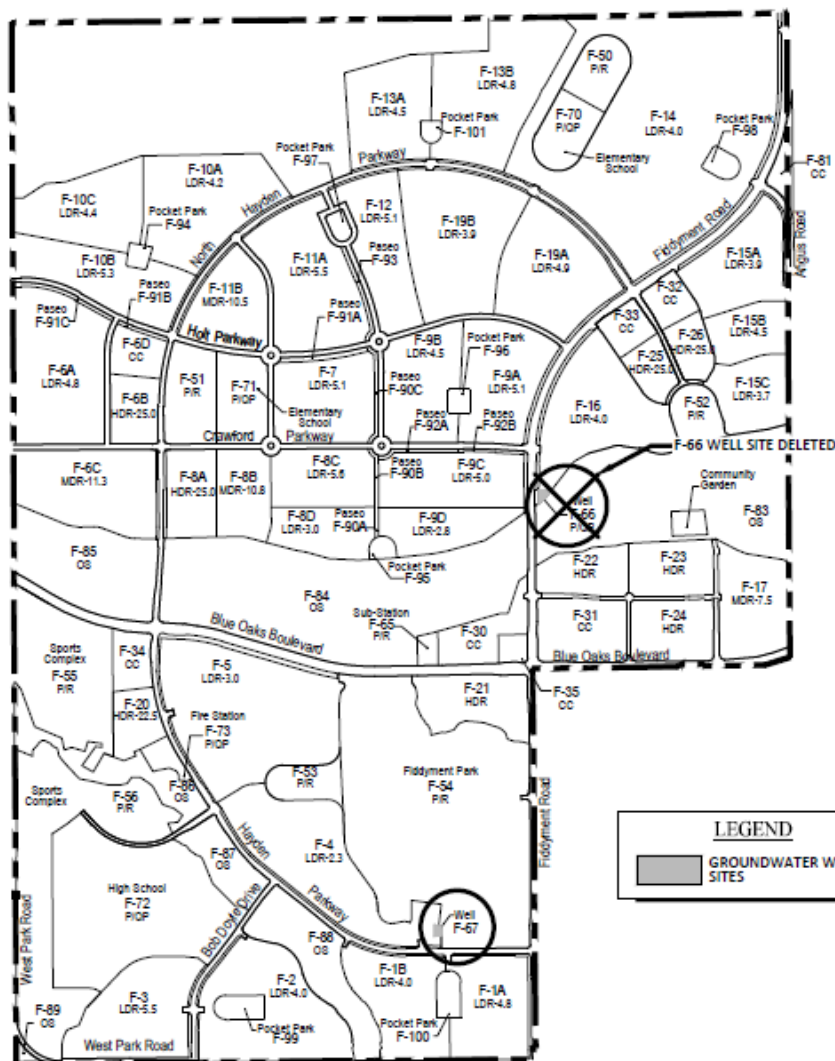 F-50
P/R
F-13B
LDR-4.8
F-13A
LDR-4.5
F-70
P/QP
F-14
LDR-4.0
Pocket Park
F-98
Pocket Park
F-101
Elementary
School
F-81
CC
Pocket Park
F-97
Parkway
Hayden
North
F-10A
LDR-4.2
F-10C
LDR-4.4
Pocket Park
F-94
F-10B
LDR-5.3
F-12
LDR-5.1
F-19B
LDR-3.9
Paseo
F-93
F-11A
LDR-5.5
F-19A
LDR-4.9
Fiddyment Road
F-15A
LDR-3.9
Angus Road
Paseo
F-91B
Paseo
F-91C
F-11B
MDR-10.5
Paseo
F-91A
Holt Parkway
F-32
CC
F-33
CC
F-26
HDR-25.0
F-25
HDR-25.0
F-15B
LDR-4.5
F-6D
CC
F-6A
LDR-4.8
F-6B
HDR-25.0
F-51
P/R
F-71
P/QP
Elementary
School
F-7
LDR-5.1
Paseo
F-90C
F-9B
LDR-4.5
Pocket Park
F-96
F-9A
LDR-5.1
F-15C
LDR-3.7
F-52
P/R
F-16
LDR-4.0
Paseo
F-92A
Paseo
F-92B
Crawford Parkway
F-66 WELL SITE DELETED
F-6C
MDR-11.3
F-8A
HDR-25.0
F-8B
MDR-10.8
F-8C
LDR-5.6
Paseo
F-90B
F-9C
LDR-5.0
Well
F-66
P/QP
Community
Garden
F-83
OS
F-8D
LDR-3.0
Paseo
F-90A
F-9D
LDR-2.8
F-85
OS
Pocket Park
F-95
F-22
HDR
F-23
HDR
F-17
MDR-7.5
F-84
OS
Sub-Station
F-65
P/R
F-30
CC
F-31
CC
F-24
HDR
Blue Oaks Boulevard
Blue Oaks Boulevard
Sports
Complex
F-55
P/R
F-34
CC
F-5
LDR-3.0
F-21
HDR
F-35
CC
F-20
HDR-22.5
Fire Station
F-73
P/QP
F-86
OS
F-53
P/R
Fiddyment Park
F-54
P/R
Sports
Complex
F-56
P/R
Fiddyment Road
LEGEND
GROUNDWATER W
SITES
F-4
LDR-2.3
F-87
OS
Hayden
Parkway
High School
F-72
P/QP
Bob Doyle Drive
Well
F-67
West Park Road
F-88
OS
F-1B
LDR-4.0
F-1A
LDR-4.8
F-2
LDR-4.0
F-3
LDR-5.5
F-89
OS
Pocket Park
F-99
Pocket Park
F-100
West Park Road